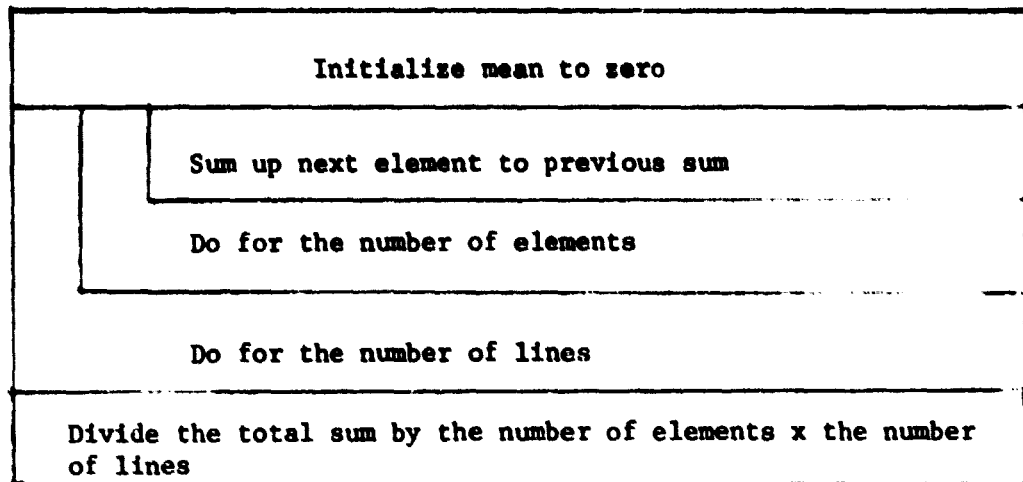 Initialize mean to zero
Sum up next element to previous sum
Do for the number of elements
Do for the number of lines
Divide the total sum by the number of elements x the number
of lines